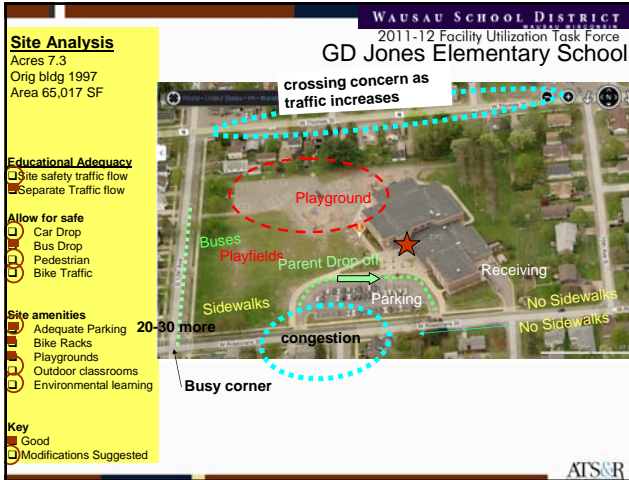 WAUSAU SCHOOL DISTRICT
WAUSAU WISCONSIN
2011-12 Facility Utilization Task Force
GD Jones Elementary School
Site Analysis
Acres 7.3
Orig bldg 1997
Area 65,017 SF
Educational Adequacy
Site safety traffic flow
Separate Traffic flow
Allow for safe
Car Drop
Bus Drop
Pedestrian
Bike Traffic
Site amenities
Adequate Parking
Bike Racks
Playgrounds
Outdoor classrooms
Environmental learning
Key
Good
Modifications Suggested
crossing concern as
traffic increases
Playground
Buses
Playfields
Parent Drop off
Receiving
Parking
Sidewalks
No Sidewalks
No Sidewalks
20-30 more
congestion
Busy corner
W Thomas St
ATS&R